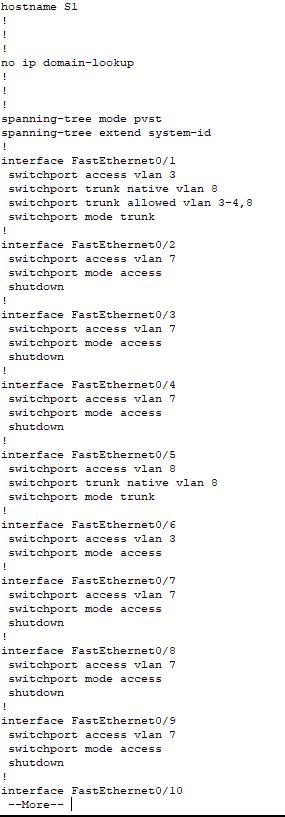 hostname S1
!
!
!
no ip domain-lookup
!
!
!
spanning-tree mode pvst
spanning-tree extend system-id
!
interface FastEthernet0/1
 switchport access vlan 3
 switchport trunk native vlan 8
 switchport trunk allowed vlan 3-4,8
 switchport mode trunk
!
interface FastEthernet0/2
 switchport access vlan 7
 switchport mode access
 shutdown
!
interface FastEthernet0/3
 switchport access vlan 7
 switchport mode access
 shutdown
!
interface FastEthernet0/4
 switchport access vlan 7
 switchport mode access
 shutdown
!
interface FastEthernet0/5
 switchport access vlan 8
 switchport trunk native vlan 8
 switchport mode trunk
!
interface FastEthernet0/6
 switchport access vlan 3
 switchport mode access
!
interface FastEthernet0/7
 switchport access vlan 7
 switchport mode access
 shutdown
!
interface FastEthernet0/8
 switchport access vlan 7
 switchport mode access
 shutdown
!
interface FastEthernet0/9
 switchport access vlan 7
 switchport mode access
 shutdown
!
interface FastEthernet0/10
 --More--